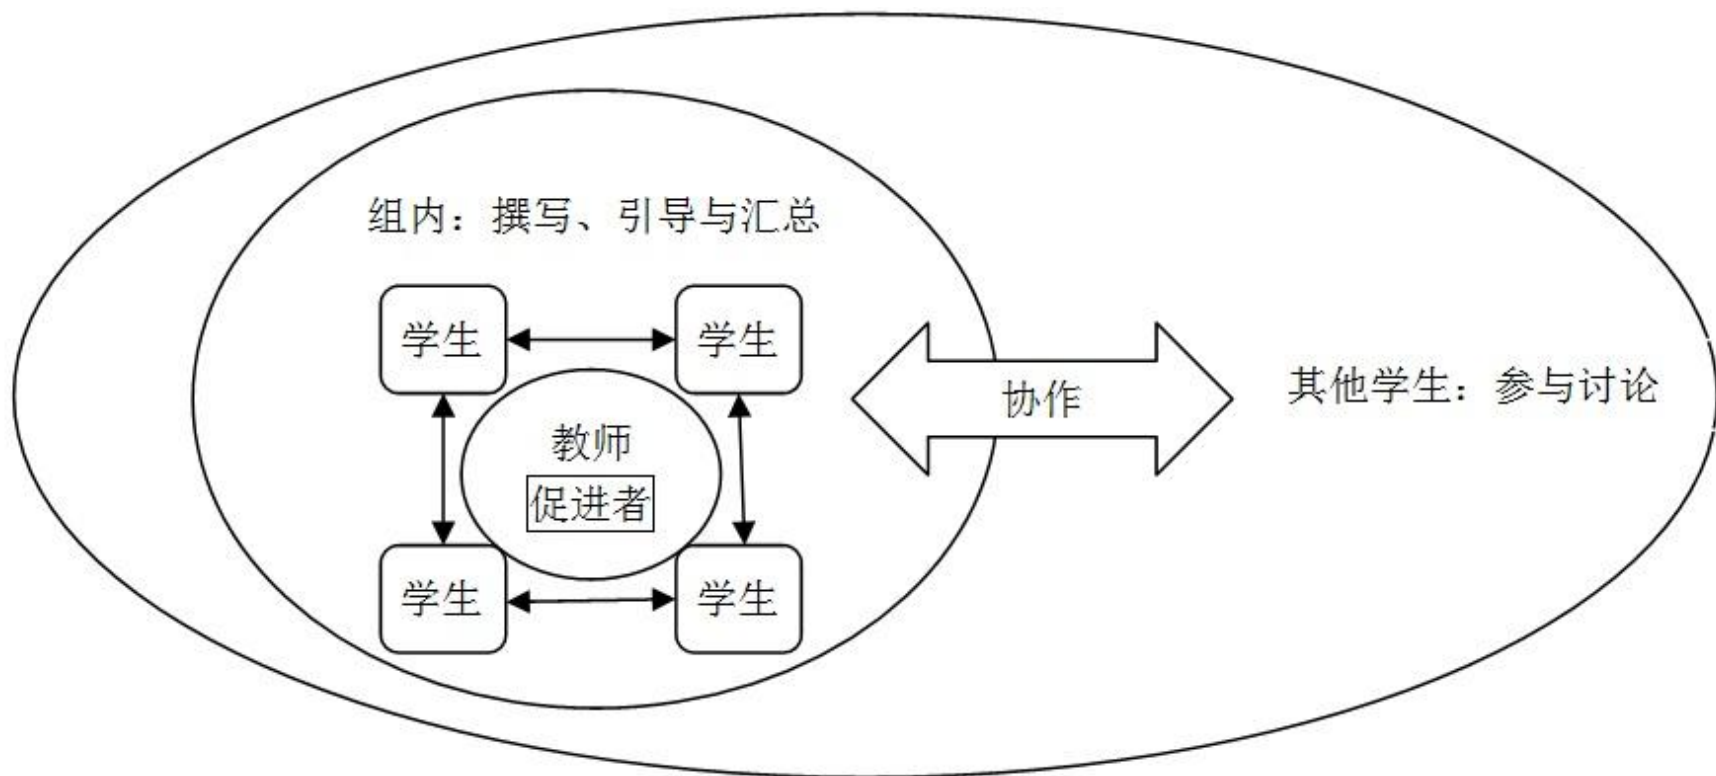 组内：撰写、引导与汇总
学生
学生
教师
促进者
学生
学生
协作
其他学生：参与讨论